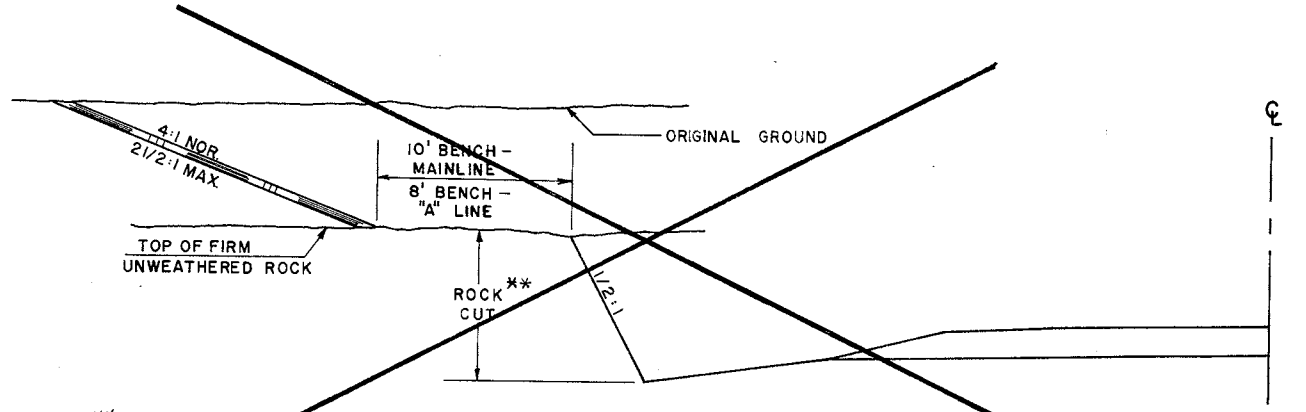 ℄
ORIGINAL GROUND
4:1 NOR.
2 1/2:1 MAX.
10' BENCH –
MAINLINE
8' BENCH –
"A" LINE
TOP OF FIRM
UNWEATHERED ROCK
ROCK **
CUT
1/2:1